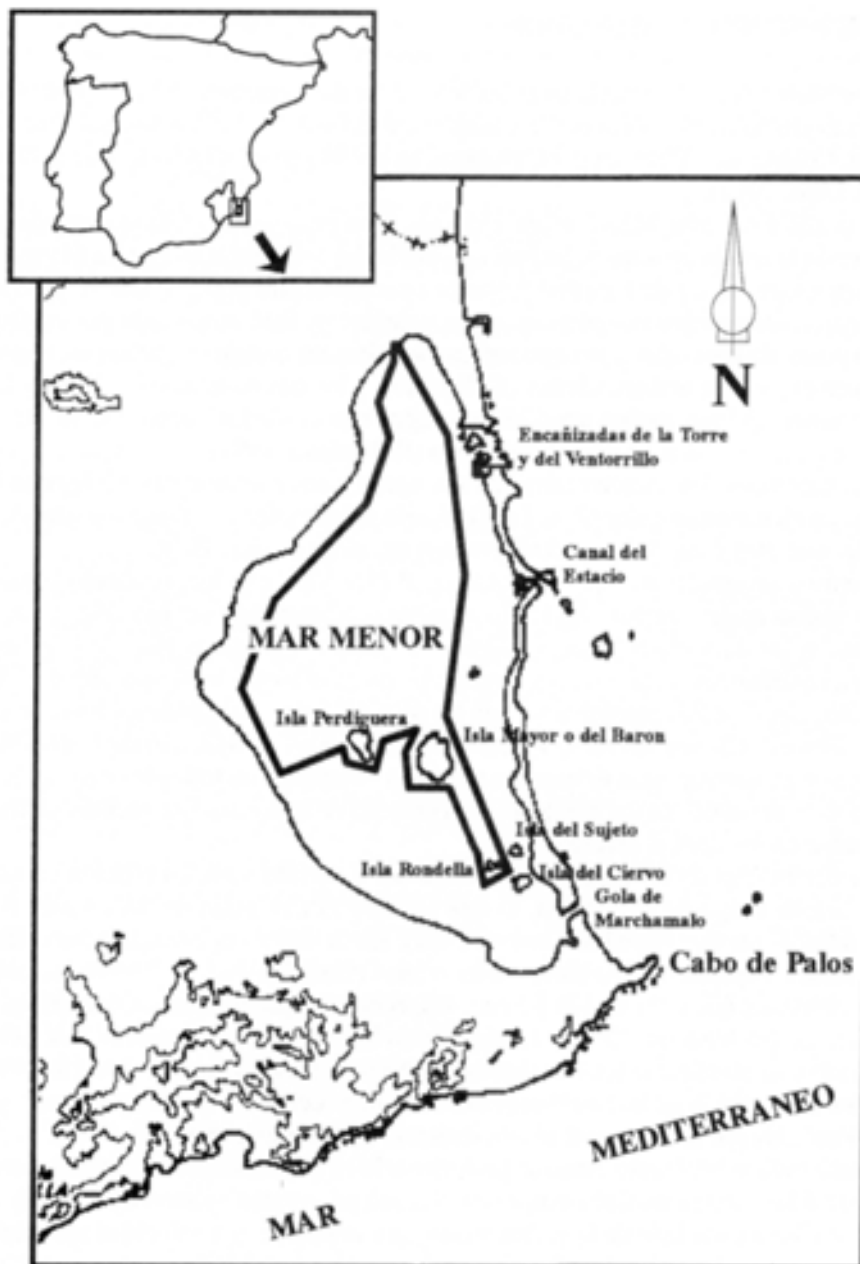 N
Encañizadas de la Torre
y del Ventorrillo
Canal del
Estacio
MAR MENOR
Isla Perdiguera
Isla Mayor o del Baron
Isla del Sujeto
Isla Rondella
Isla del Ciervo
Gola de
Marchamalo
Cabo de Palos
MEDITERRANEO
MAR